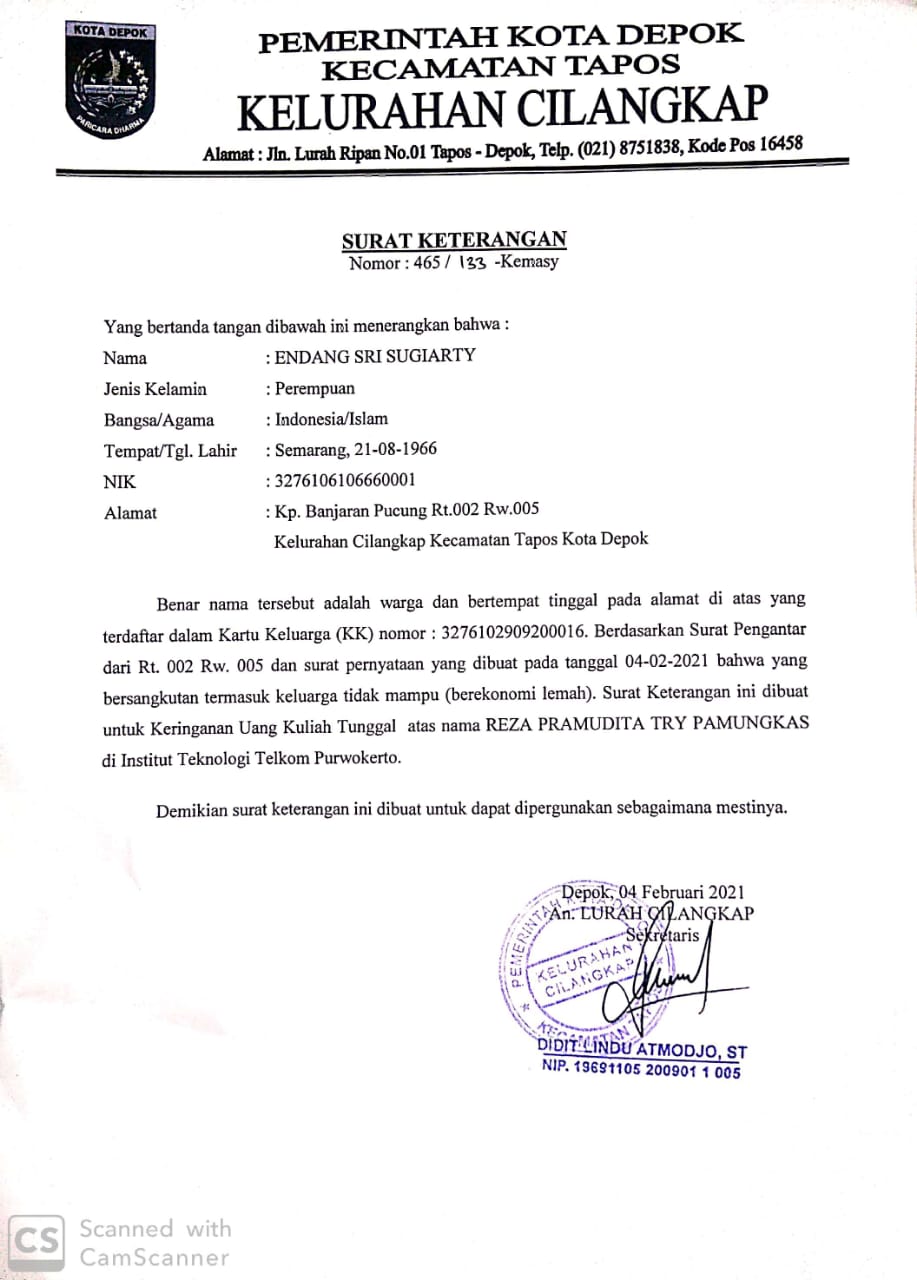 KOTA DEPOK
PARICARA DHARMA
PEMERINTAH KOTA DEPOK
KECAMATAN TAPOS
KELURAHAN CILANGKAP
Alamat : Jln. Lurah Ripan No.01 Tapos - Depok, Telp. (021) 8751838, Kode Pos 16458
SURAT KETERANGAN
Nomor : 465 / 133 -Kemasy
Yang bertanda tangan dibawah ini menerangkan bahwa :
Nama : ENDANG SRI SUGIARTY
Jenis Kelamin : Perempuan
Bangsa/Agama : Indonesia/Islam
Tempat/Tgl. Lahir : Semarang, 21-08-1966
NIK : 3276106106660001
Alamat : Kp. Banjaran Pucung Rt.002 Rw.005
Kelurahan Cilangkap Kecamatan Tapos Kota Depok
Benar nama tersebut adalah warga dan bertempat tinggal pada alamat di atas yang
terdaftar dalam Kartu Keluarga (KK) nomor : 3276102909200016. Berdasarkan Surat Pengantar
dari Rt. 002 Rw. 005 dan surat pernyataan yang dibuat pada tanggal 04-02-2021 bahwa yang
bersangkutan termasuk keluarga tidak mampu (berekonomi lemah). Surat Keterangan ini dibuat
untuk Keringanan Uang Kuliah Tunggal atas nama REZA PRAMUDITA TRY PAMUNGKAS
di Institut Teknologi Telkom Purwokerto.
Demikian surat keterangan ini dibuat untuk dapat dipergunakan sebagaimana mestinya.
Depok, 04 Februari 2021
An. LURAH CILANGKAP
Sekretaris
PEMERINTAH KOTA
KELURAHAN
CILANGKAP
KECAMATAN
DIDIT LINDU ATMODJO, ST
NIP. 19691105 200901 1 005
CS
Scanned with
CamScanner